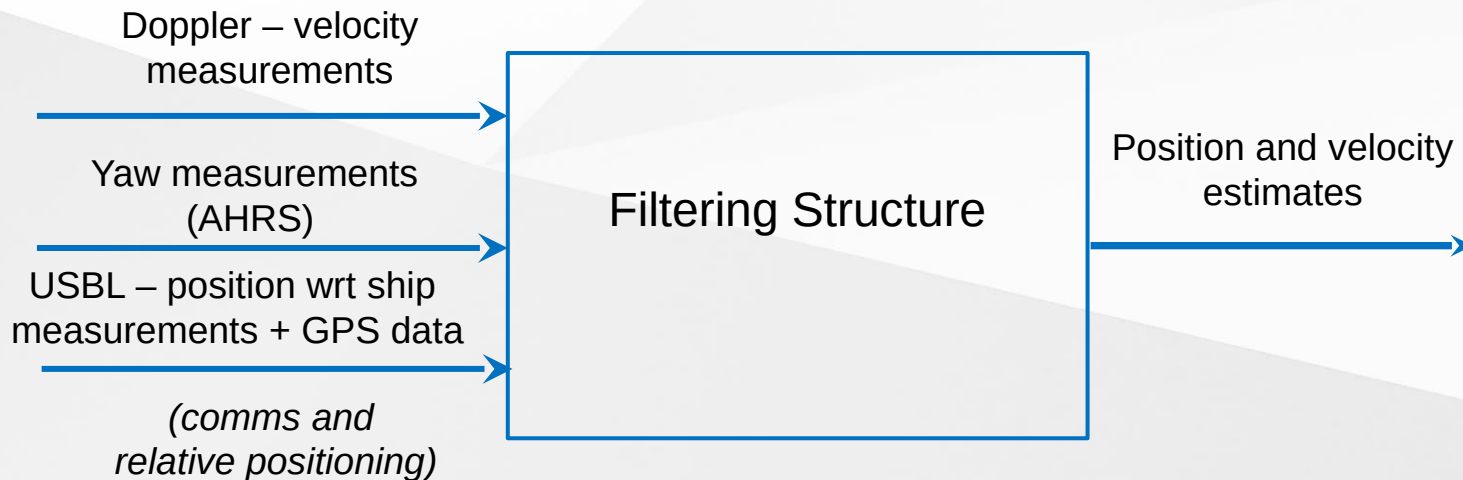 Doppler – velocity
measurements
Yaw measurements
(AHRS)
USBL – position wrt ship
measurements + GPS data
(comms and
relative positioning)
Filtering Structure
Position and velocity
estimates